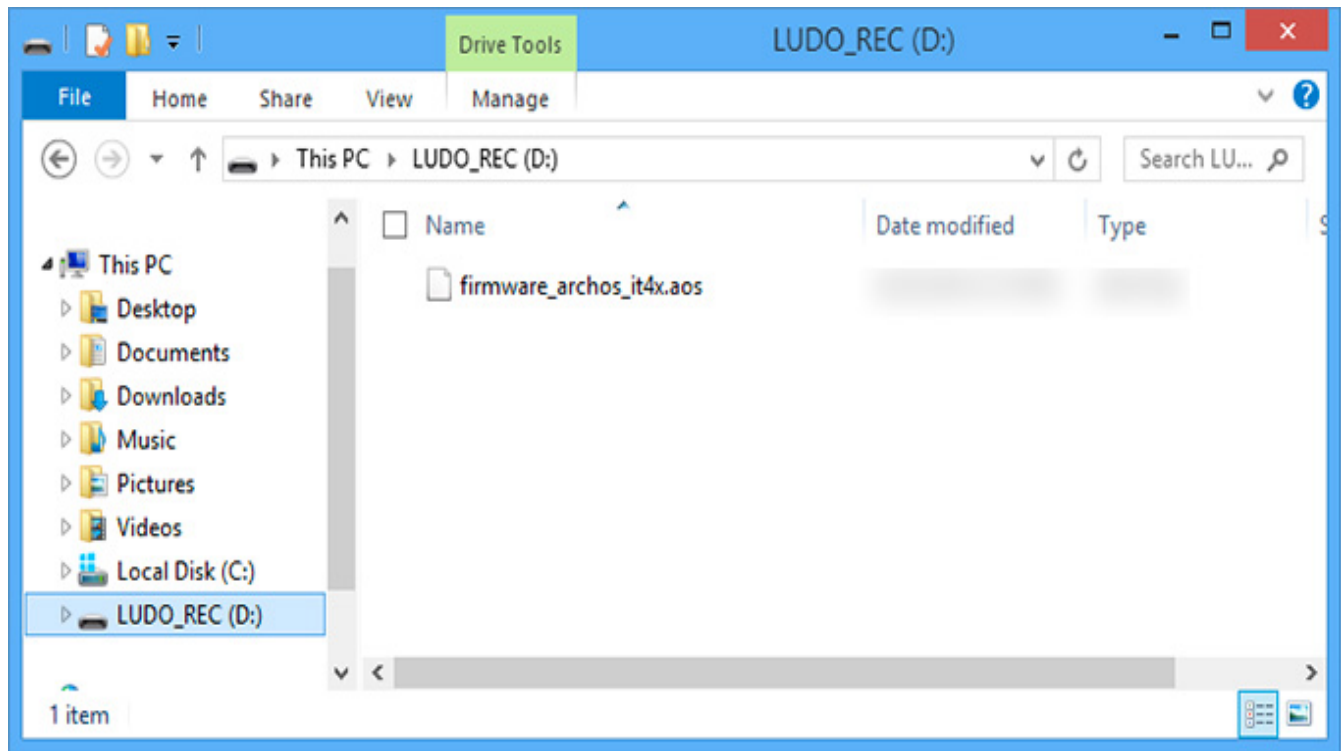 Drive Tools LUDO_REC (D:)
File Home Share View Manage
This PC LUDO_REC (D:) Search LU...
Name Date modified Type
This PC
firmware_archos_it4x.aos
Desktop
Documents
Downloads
Music
Pictures
Videos
Local Disk (C:)
LUDO_REC (D:)
1 item